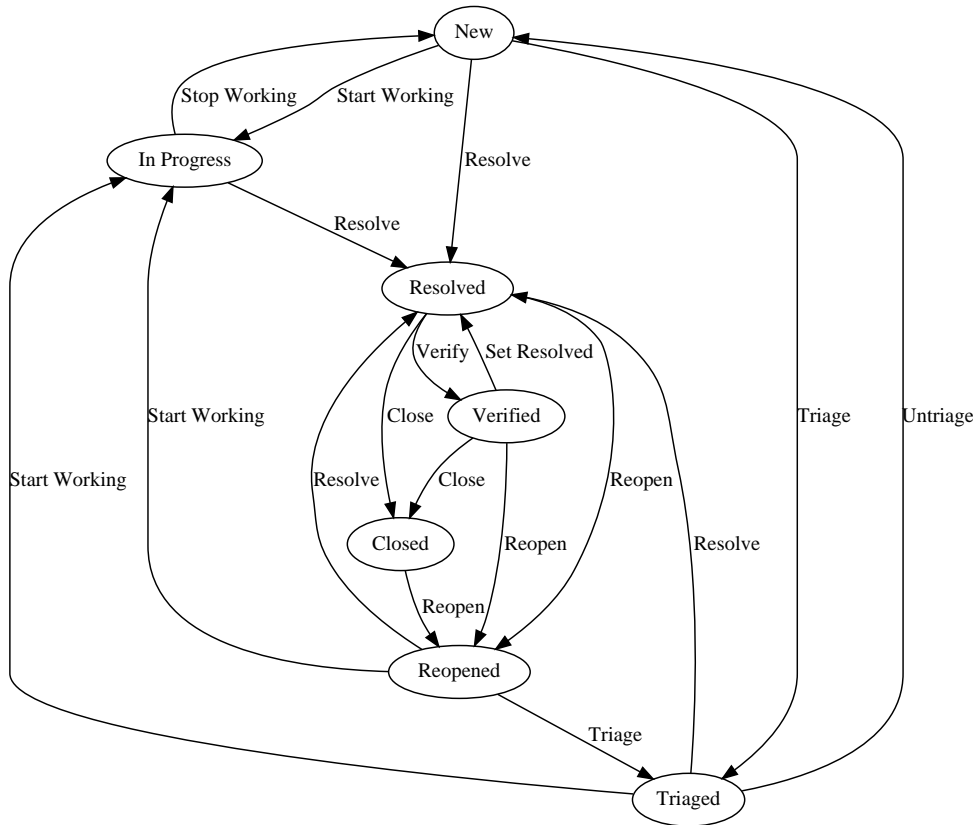 New
Stop Working
Start Working
In Progress
Resolve
Resolve
Resolved
Verify
Set Resolved
Verified
Start Working
Close
Triage
Untriage
Start Working
Resolve
Close
Reopen
Closed
Reopen
Resolve
Reopen
Reopened
Triage
Triaged